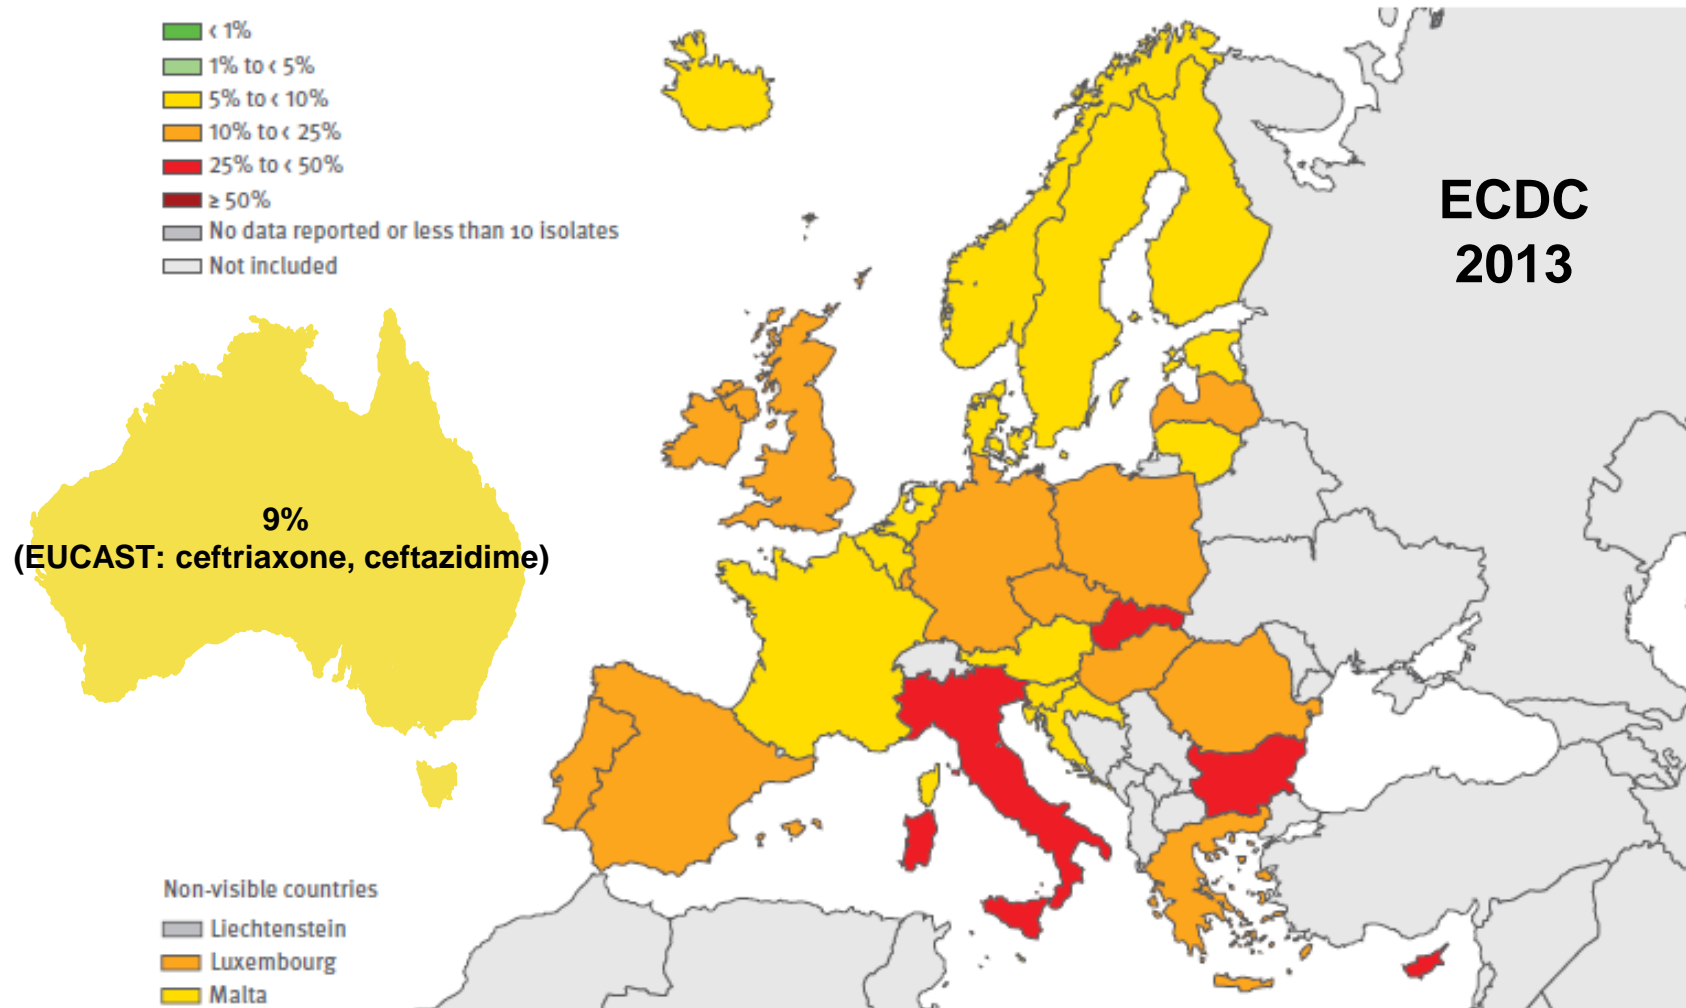 ‹ 1%
1% to ‹ 5%
5% to ‹ 10%
10% to ‹ 25%
25% to ‹ 50%
≥ 50%
No data reported or less than 10 isolates
Not included
ECDC
2013
9%
(EUCAST: ceftriaxone, ceftazidime)
Non-visible countries
Liechtenstein
Luxembourg
Malta